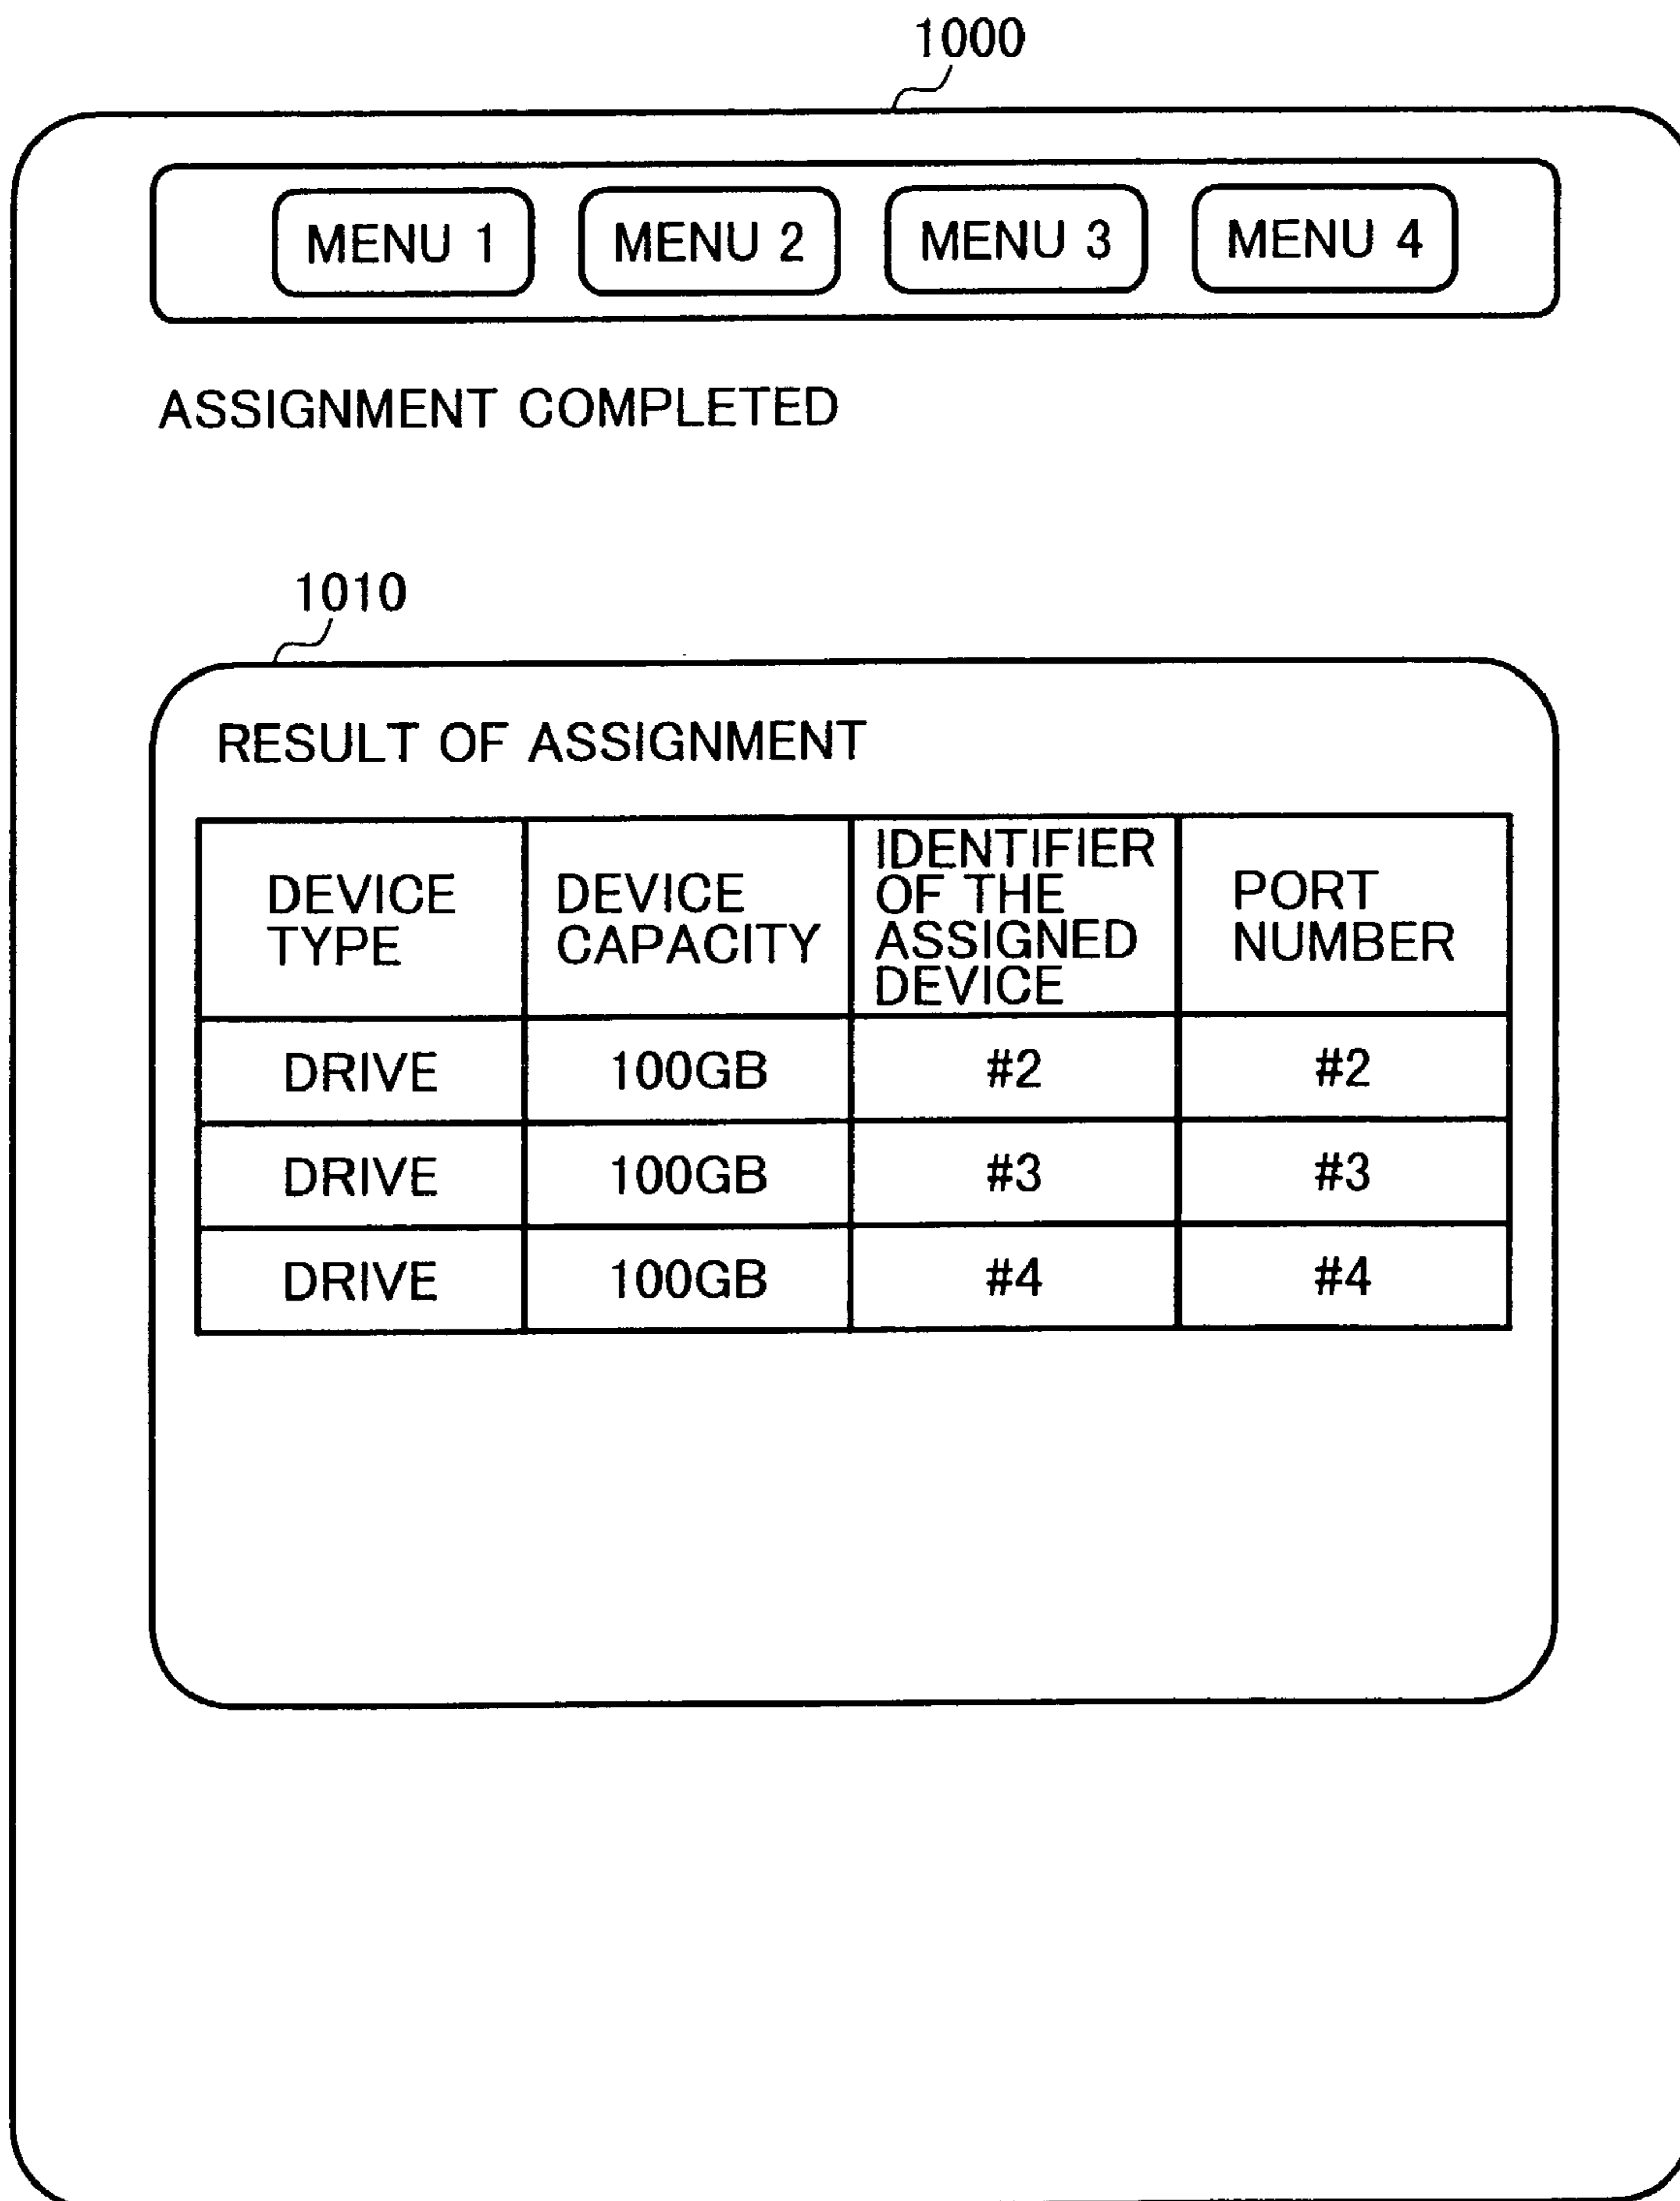 1000
MENU 1 MENU 2 MENU 3 MENU 4
ASSIGNMENT COMPLETED
1010
RESULT OF ASSIGNMENT
DEVICE TYPE DEVICE CAPACITY IDENTIFIER OF THE ASSIGNED DEVICE PORT NUMBER
DRIVE 100GB #2 #2
DRIVE 100GB #3 #3
DRIVE 100GB #4 #4